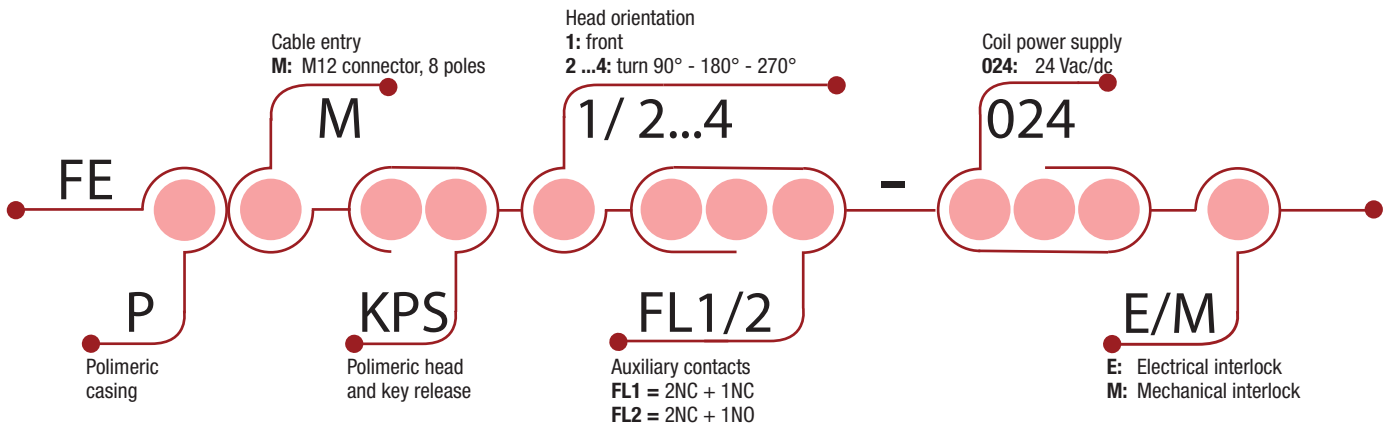 Head orientation
1: front
2 ...4: turn 90° - 180° - 270°
Cable entry
M: M12 connector, 8 poles
Coil power supply
024: 24 Vac/dc
M
1/ 2...4
024
FE
-
P
KPS
FL1/2
E/M
Polimeric
casing
Polimeric head
and key release
Auxiliary contacts
FL1 = 2NC + 1NC
FL2 = 2NC + 1NO
E: Electrical interlock
M: Mechanical interlock